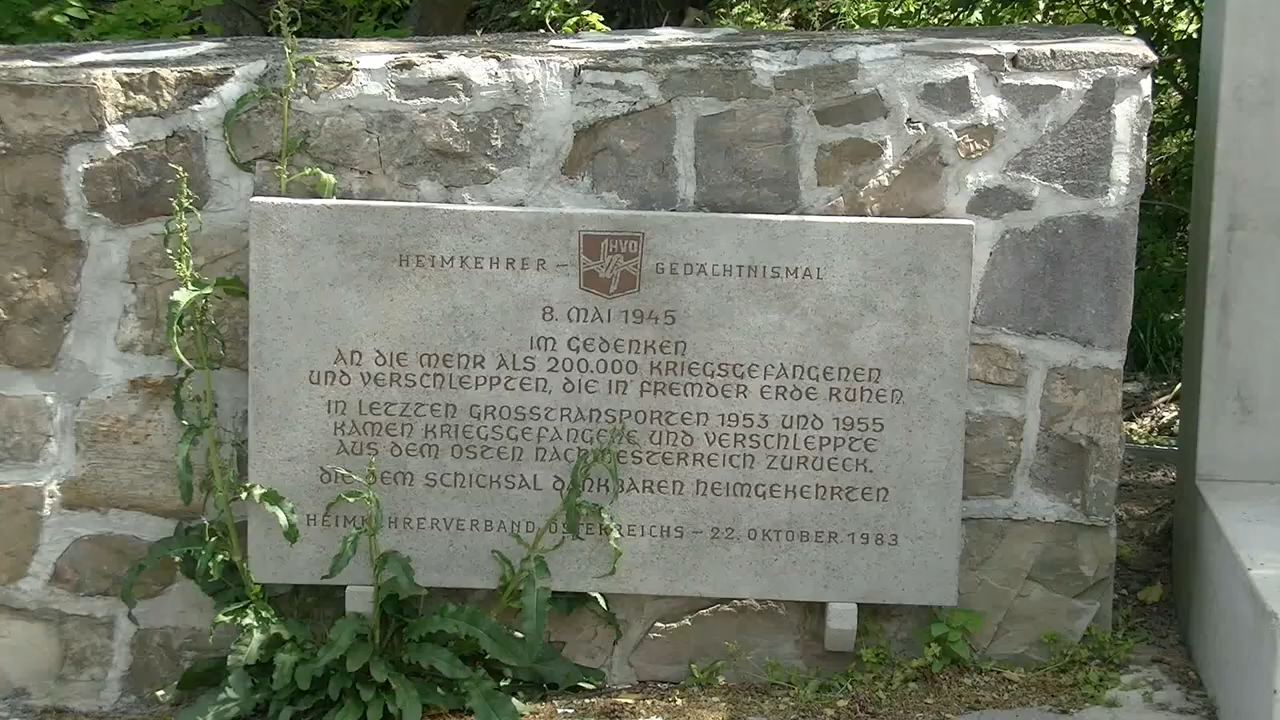 HVO
HEIMKEHRER – GEDÄCHTNISMAL
8. MAI 1945
IM GEDENKEN
AN DIE MEHR ALS 200.000 KRIEGSGEFANGENEN
UND VERSCHLEPPTEN, DIE IN FREMDER ERDE RUHEN.
IN LETZTEN GROSSTRANSPORTEN 1953 UND 1955
KAMEN KRIEGSGEFANGENE UND VERSCHLEPPTE
AUS DEM OSTEN NACH OESTERREICH ZURUECK.
DIE DEM SCHICKSAL DANKBAREN HEIMGEKEHRTEN
HEIMKEHRERVERBAND ÖSTERREICHS – 22. OKTOBER 1983